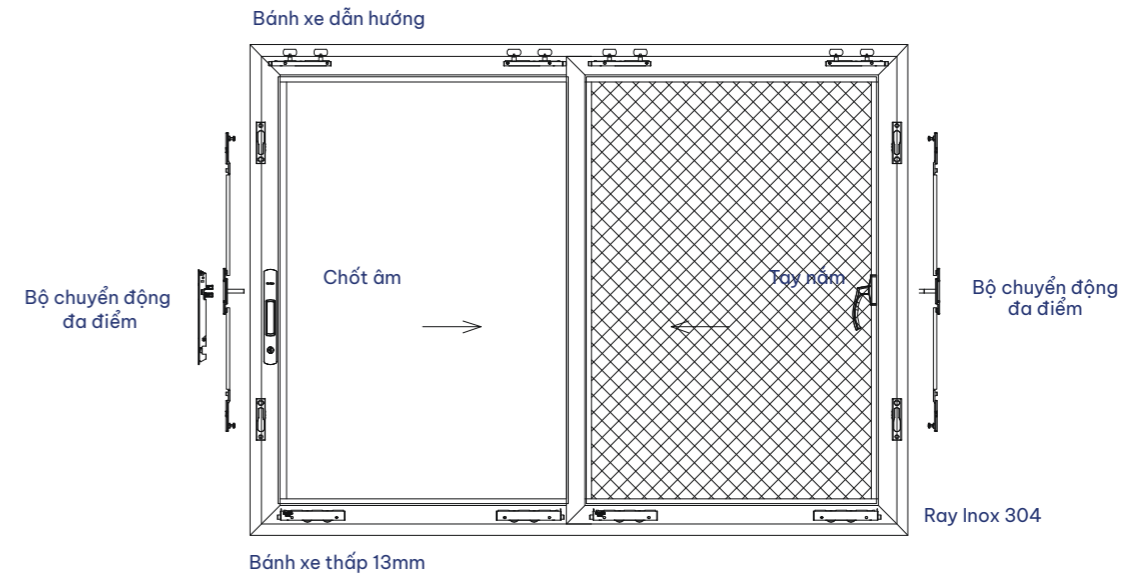 Bánh xe dẫn hướng
Chốt âm
Tay nắm
Bộ chuyển động
đa điểm
Bộ chuyển động
đa điểm
Ray Inox 304
Bánh xe thấp 13mm